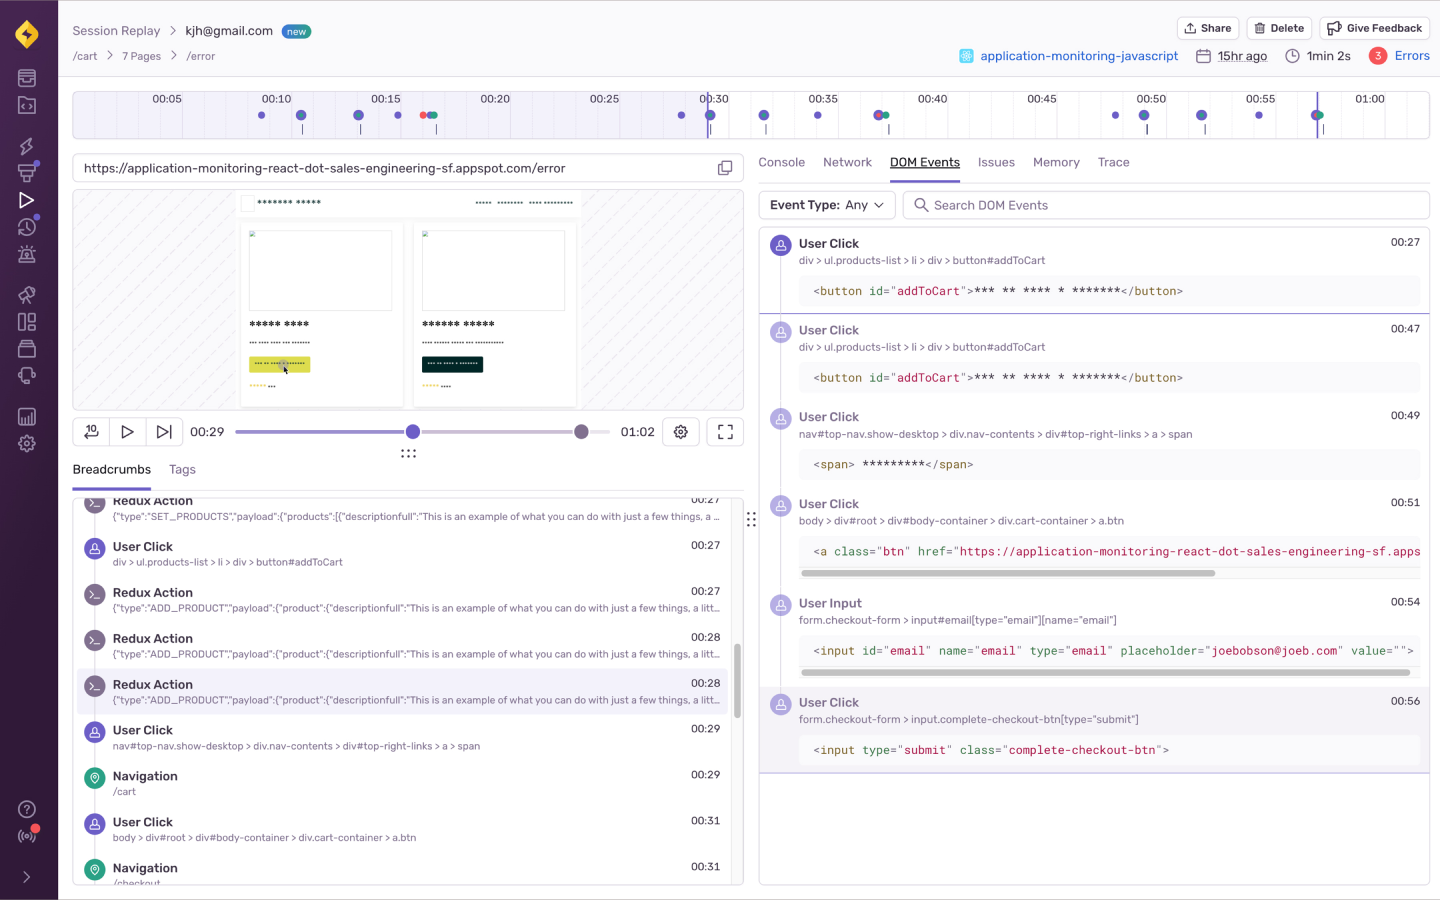 Session Replay > kjh@gmail.com new
Share
Delete
Give Feedback
/cart > 7 Pages > /error
application-monitoring-javascript
15hr ago
1min 2s
3 Errors
00:05 00:10 00:15 00:20 00:25 00:30 00:35 00:40 00:45 00:50 00:55 01:00
https://application-monitoring-react-dot-sales-engineering-sf.appspot.com/error
******* *****
***** ****
****** *****
10
00:29
01:02
Breadcrumbs Tags
Redux Action 00:27
{"type":"SET_PRODUCTS","payload":{"products":[{"descriptionfull":"This is an example of what you can do with just a few things, a ...
User Click 00:27
div > ul.products-list > li > div > button#addToCart
Redux Action 00:27
{"type":"ADD_PRODUCT","payload":{"product":{"descriptionfull":"This is an example of what you can do with just a few things, a litt...
Redux Action 00:28
{"type":"ADD_PRODUCT","payload":{"product":{"descriptionfull":"This is an example of what you can do with just a few things, a litt...
Redux Action 00:28
{"type":"ADD_PRODUCT","payload":{"product":{"descriptionfull":"This is an example of what you can do with just a few things, a litt...
User Click 00:29
nav#top-nav.show-desktop > div.nav-contents > div#top-right-links > a > span
Navigation 00:29
/cart
User Click 00:31
body > div#root > div#body-container > div.cart-container > a.btn
Navigation 00:31
/checkout
Console Network DOM Events Issues Memory Trace
Event Type: Any
Search DOM Events
User Click 00:27
div > ul.products-list > li > div > button#addToCart
<button id="addToCart">*** ** **** * *******</button>
User Click 00:47
div > ul.products-list > li > div > button#addToCart
<button id="addToCart">*** ** **** * *******</button>
User Click 00:49
nav#top-nav.show-desktop > div.nav-contents > div#top-right-links > a > span
<span> *********</span>
User Click 00:51
body > div#root > div#body-container > div.cart-container > a.btn
<a class="btn" href="https://application-monitoring-react-dot-sales-engineering-sf.apps
User Input 00:54
form.checkout-form > input#email[type="email"][name="email"]
<input id="email" name="email" type="email" placeholder="joebobson@joeb.com" value="">
User Click 00:56
form.checkout-form > input.complete-checkout-btn[type="submit"]
<input type="submit" class="complete-checkout-btn">